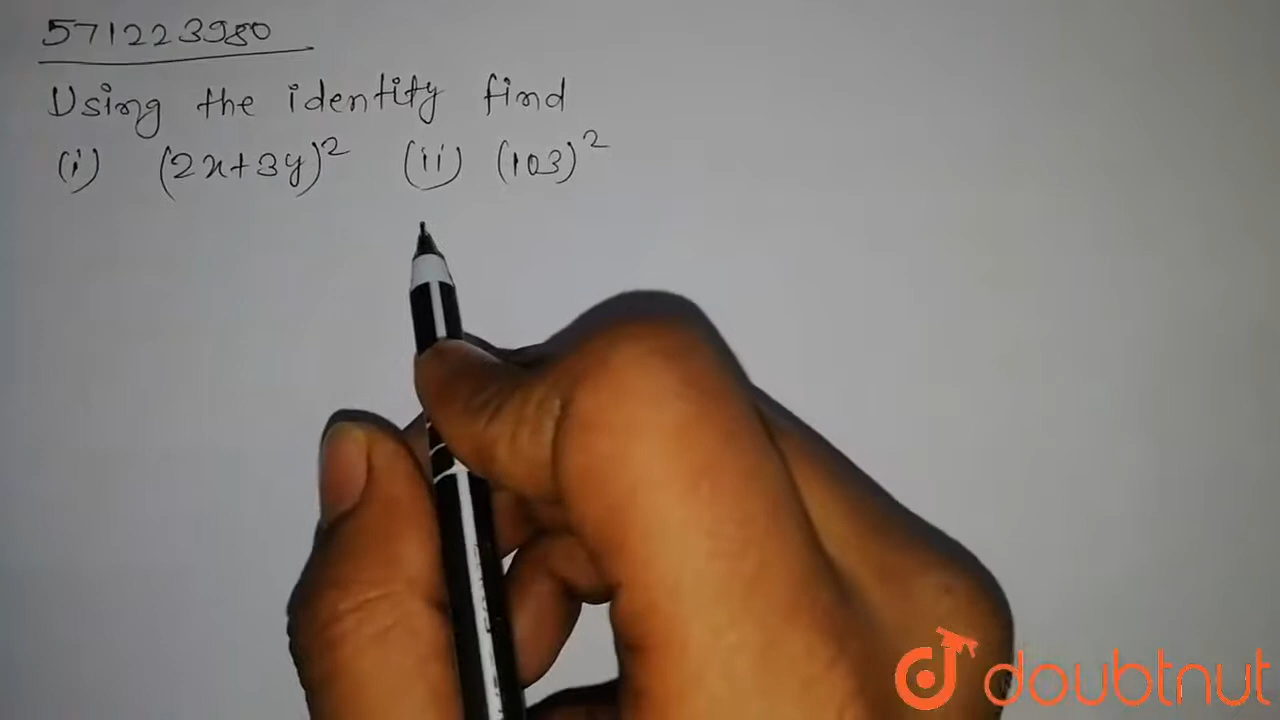 571223980
Using the identity find
(i) (2x+3y)² (ii) (103)²
doubtnut